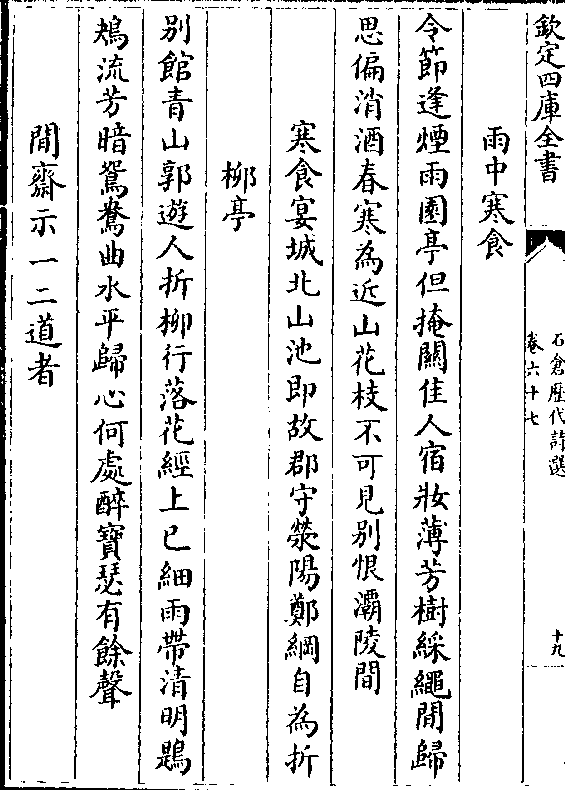 欽定四庫全書
石倉歷代詩選
卷六十七
十九
雨中寒食
令節逢煙雨園亭但掩關佳人宿妝薄芳樹綵繩閒歸
思偏消酒春寒為近山花枝不可見別恨灞陵間
寒食宴城北山池即故郡守滎陽鄭綱自為折
柳亭
別館青山郭遊人折柳行落花經上巳細雨帶清明鶗
鴂流芳暗鴛鴦曲水平歸心何處醉寶瑟有餘聲
閒齋示一二道者